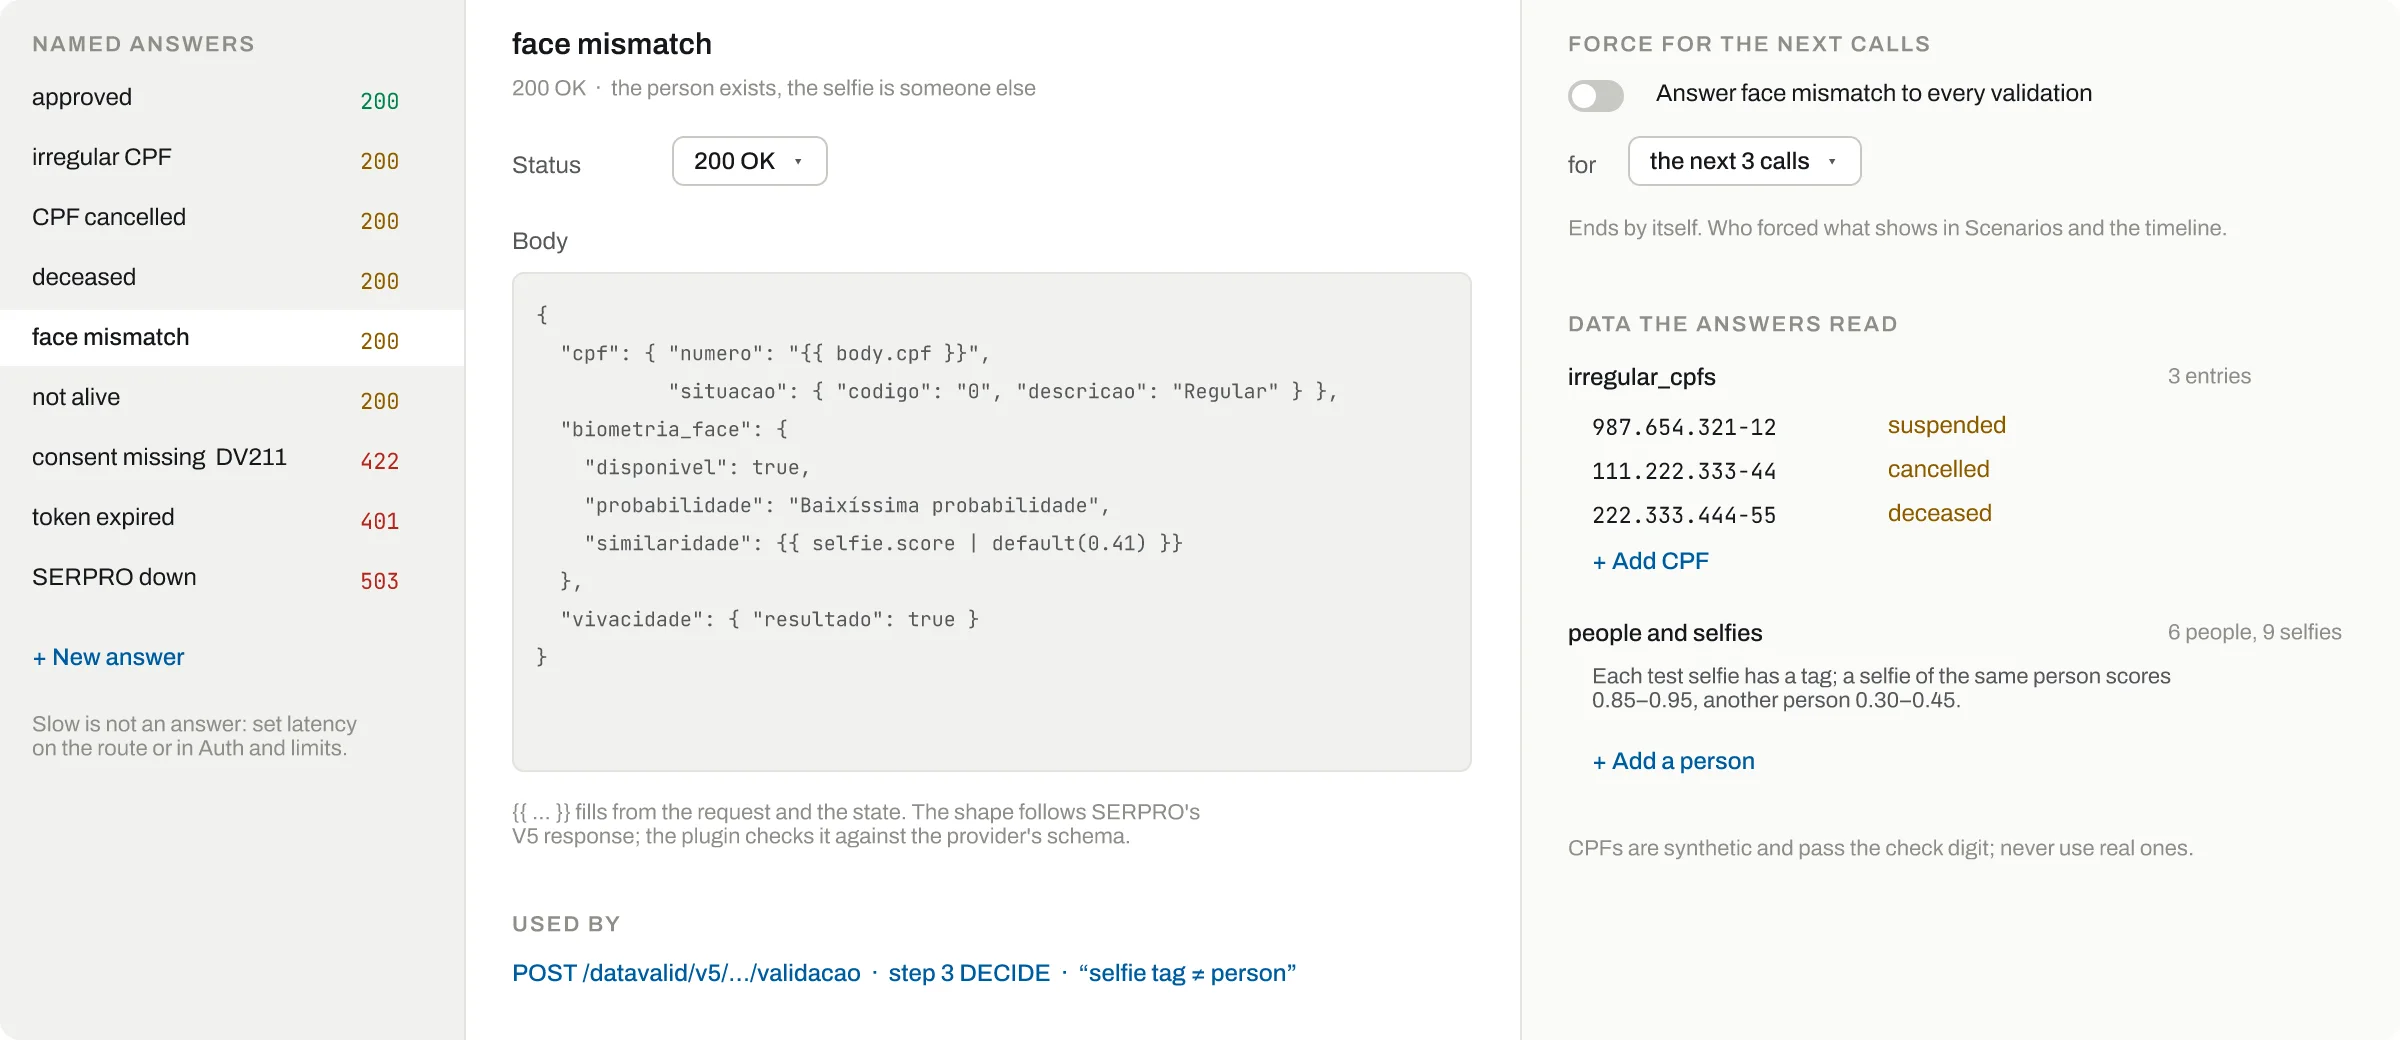 NAMED ANSWERS
approved 200
irregular CPF 200
CPF cancelled 200
deceased 200
face mismatch 200
not alive 200
consent missing DV211 422
token expired 401
SERPRO down 503
+ New answer
Slow is not an answer: set latency
on the route or in Auth and limits.
face mismatch
200 OK · the person exists, the selfie is someone else
Status 200 OK ▾
Body
{
  "cpf": { "numero": "{{ body.cpf }}",
           "situacao": { "codigo": "0", "descricao": "Regular" } },
  "biometria_face": {
    "disponivel": true,
    "probabilidade": "Baixíssima probabilidade",
    "similaridade": {{ selfie.score | default(0.41) }}
  },
  "vivacidade": { "resultado": true }
}
{{ ... }} fills from the request and the state. The shape follows SERPRO's
V5 response; the plugin checks it against the provider's schema.
USED BY
POST /datavalid/v5/…/validacao · step 3 DECIDE · “selfie tag ≠ person”
FORCE FOR THE NEXT CALLS
Answer face mismatch to every validation
for the next 3 calls ▾
Ends by itself. Who forced what shows in Scenarios and the timeline.
DATA THE ANSWERS READ
irregular_cpfs 3 entries
987.654.321-12 suspended
111.222.333-44 cancelled
222.333.444-55 deceased
+ Add CPF
people and selfies 6 people, 9 selfies
Each test selfie has a tag; a selfie of the same person scores
0.85–0.95, another person 0.30–0.45.
+ Add a person
CPFs are synthetic and pass the check digit; never use real ones.